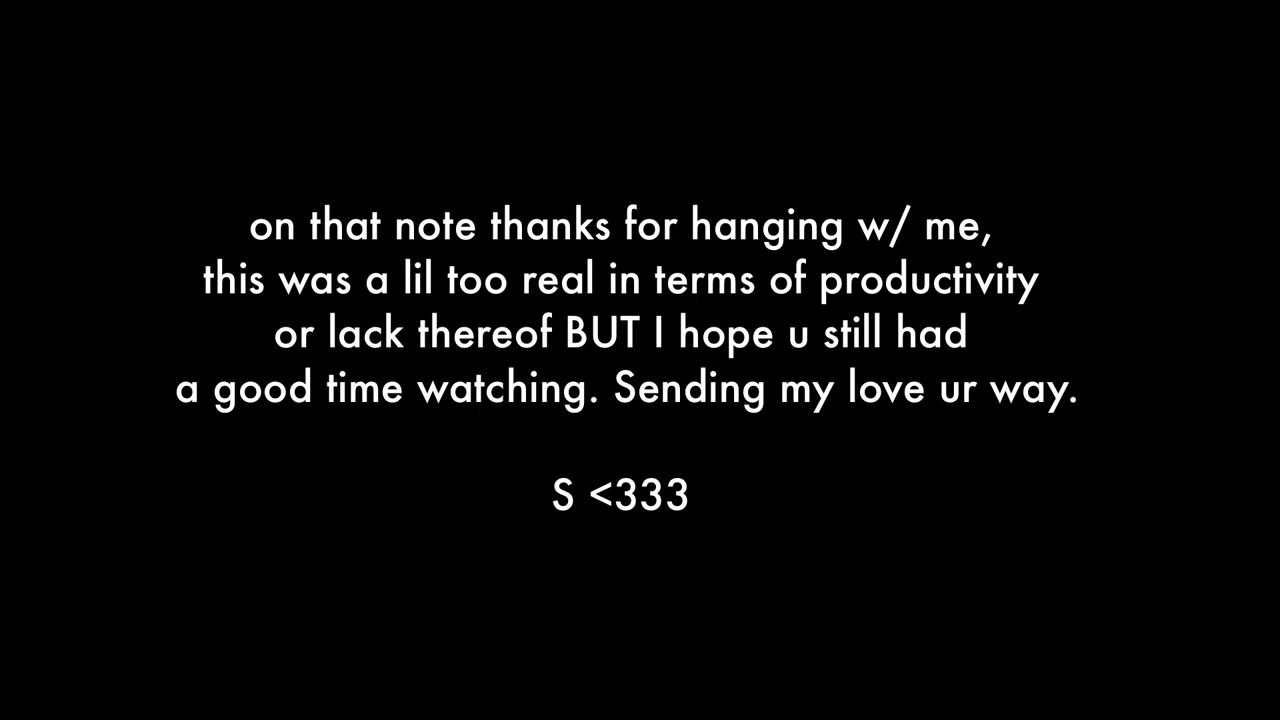 on that note thanks for hanging w/ me,
this was a lil too real in terms of productivity
or lack thereof BUT I hope u still had
a good time watching. Sending my love ur way.
S <333